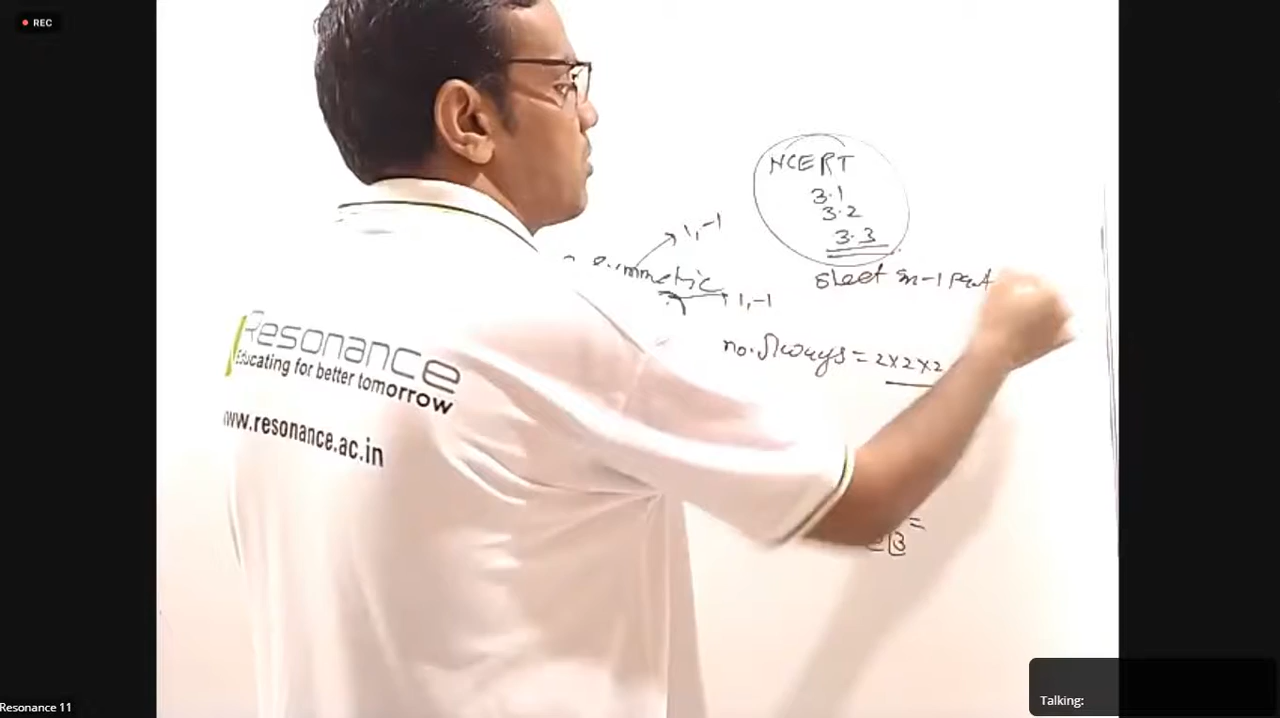 REC
NCERT
3.1
3.2
3.3
1, -1
symmetric
1, -1
sheet Ex-1 part
no. of ways = 2×2×2
=
Resonance
Educating for better tomorrow
www.resonance.ac.in
Resonance 11
Talking: